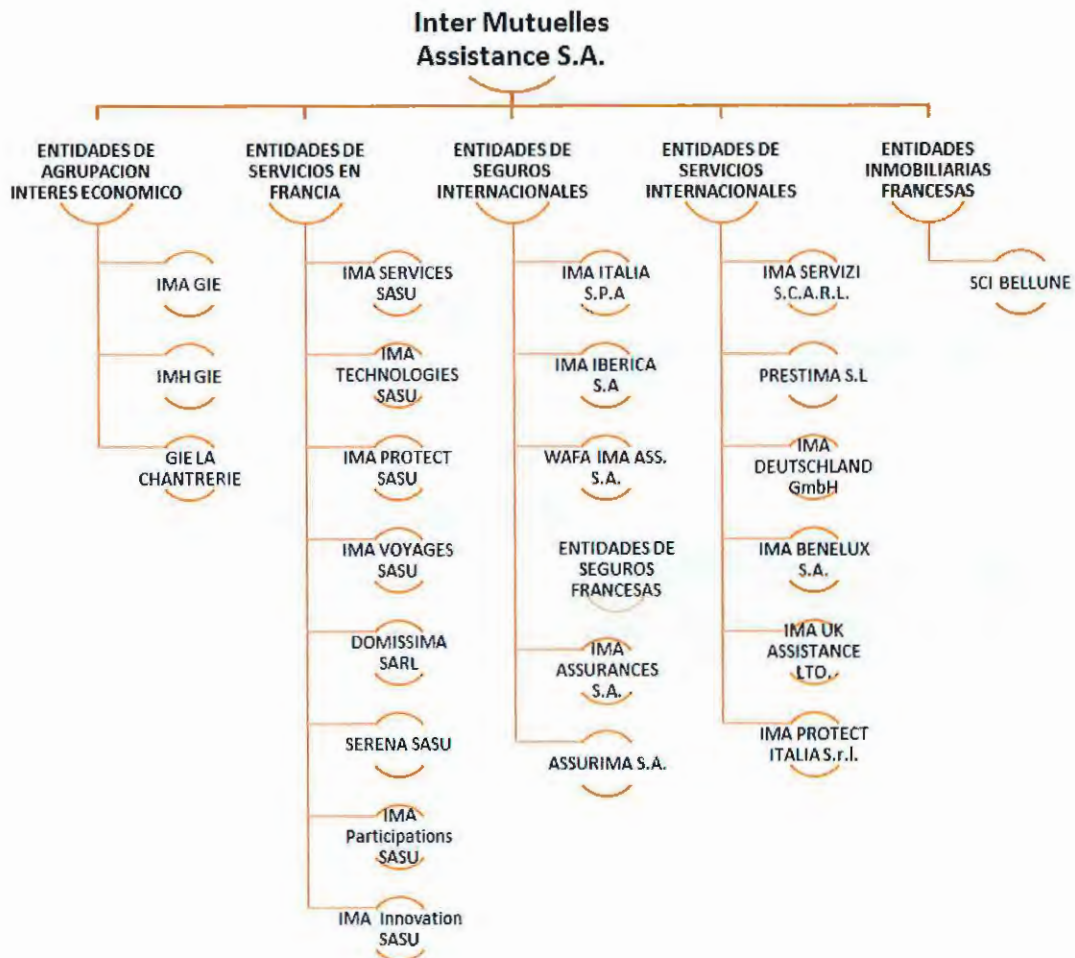 Inter Mutuelles
Assistance S.A.
ENTIDADES DE
AGRUPACION
INTERES ECONOMICO
IMA GIE
IMH GIE
GIE LA
CHANTRERIE
ENTIDADES DE
SERVICIOS EN
FRANCIA
IMA SERVICES
SASU
IMA
TECHNOLOGIES
SASU
IMA PROTECT
SASU
IMA VOYAGES
SASU
DOMISSIMA
SARL
SERENA SASU
IMA
Participations
SASU
IMA Innovation
SASU
ENTIDADES DE
SEGUROS
INTERNACIONALES
IMA ITALIA
S.P.A
IMA IBERICA
S.A
WAFA IMA ASS.
S.A.
ENTIDADES DE
SEGUROS
FRANCESAS
IMA
ASSURANCES
S.A.
ASSURIMA S.A.
ENTIDADES DE
SERVICIOS
INTERNACIONALES
IMA SERVIZI
S.C.A.R.L.
PRESTIMA S.L
IMA
DEUTSCHLAND
GmbH
IMA BENELUX
S.A.
IMA UK
ASSISTANCE
LTO.
IMA PROTECT
ITALIA S.r.l.
ENTIDADES
INMOBILIARIAS
FRANCESAS
SCI BELLUNE